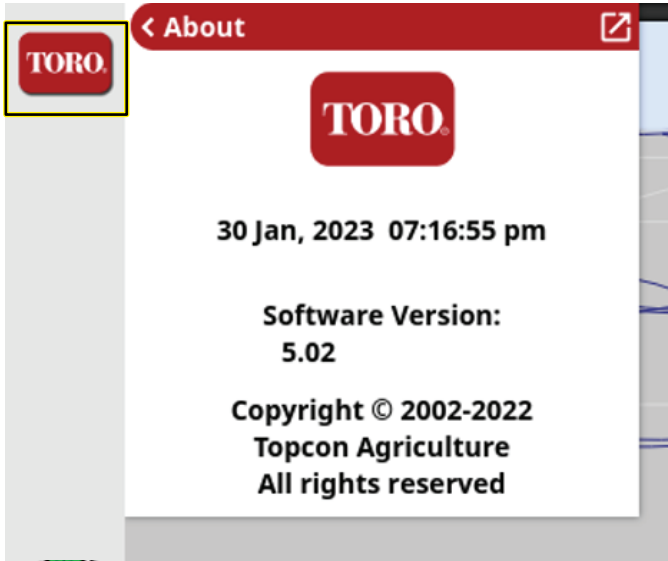 TORO.
< About
TORO®
30 Jan, 2023 07:16:55 pm
Software Version:
5.02
Copyright © 2002-2022
Topcon Agriculture
All rights reserved